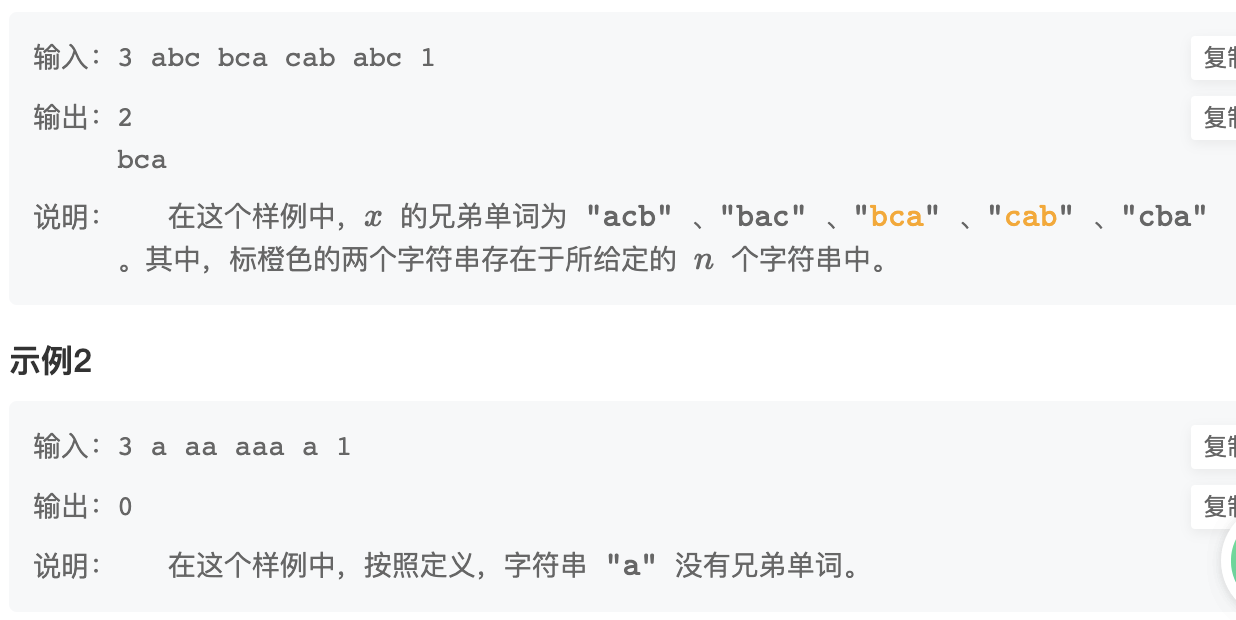 输入：3 abc bca cab abc 1
复制
输出：2
复制
bca
说明： 在这个样例中，x 的兄弟单词为 "acb" 、"bac" 、"bca" 、"cab" 、"cba"
。其中，标橙色的两个字符串存在于所给定的 n 个字符串中。
示例2
输入：3 a aa aaa a 1
复制
输出：0
复制
说明： 在这个样例中，按照定义，字符串 "a" 没有兄弟单词。